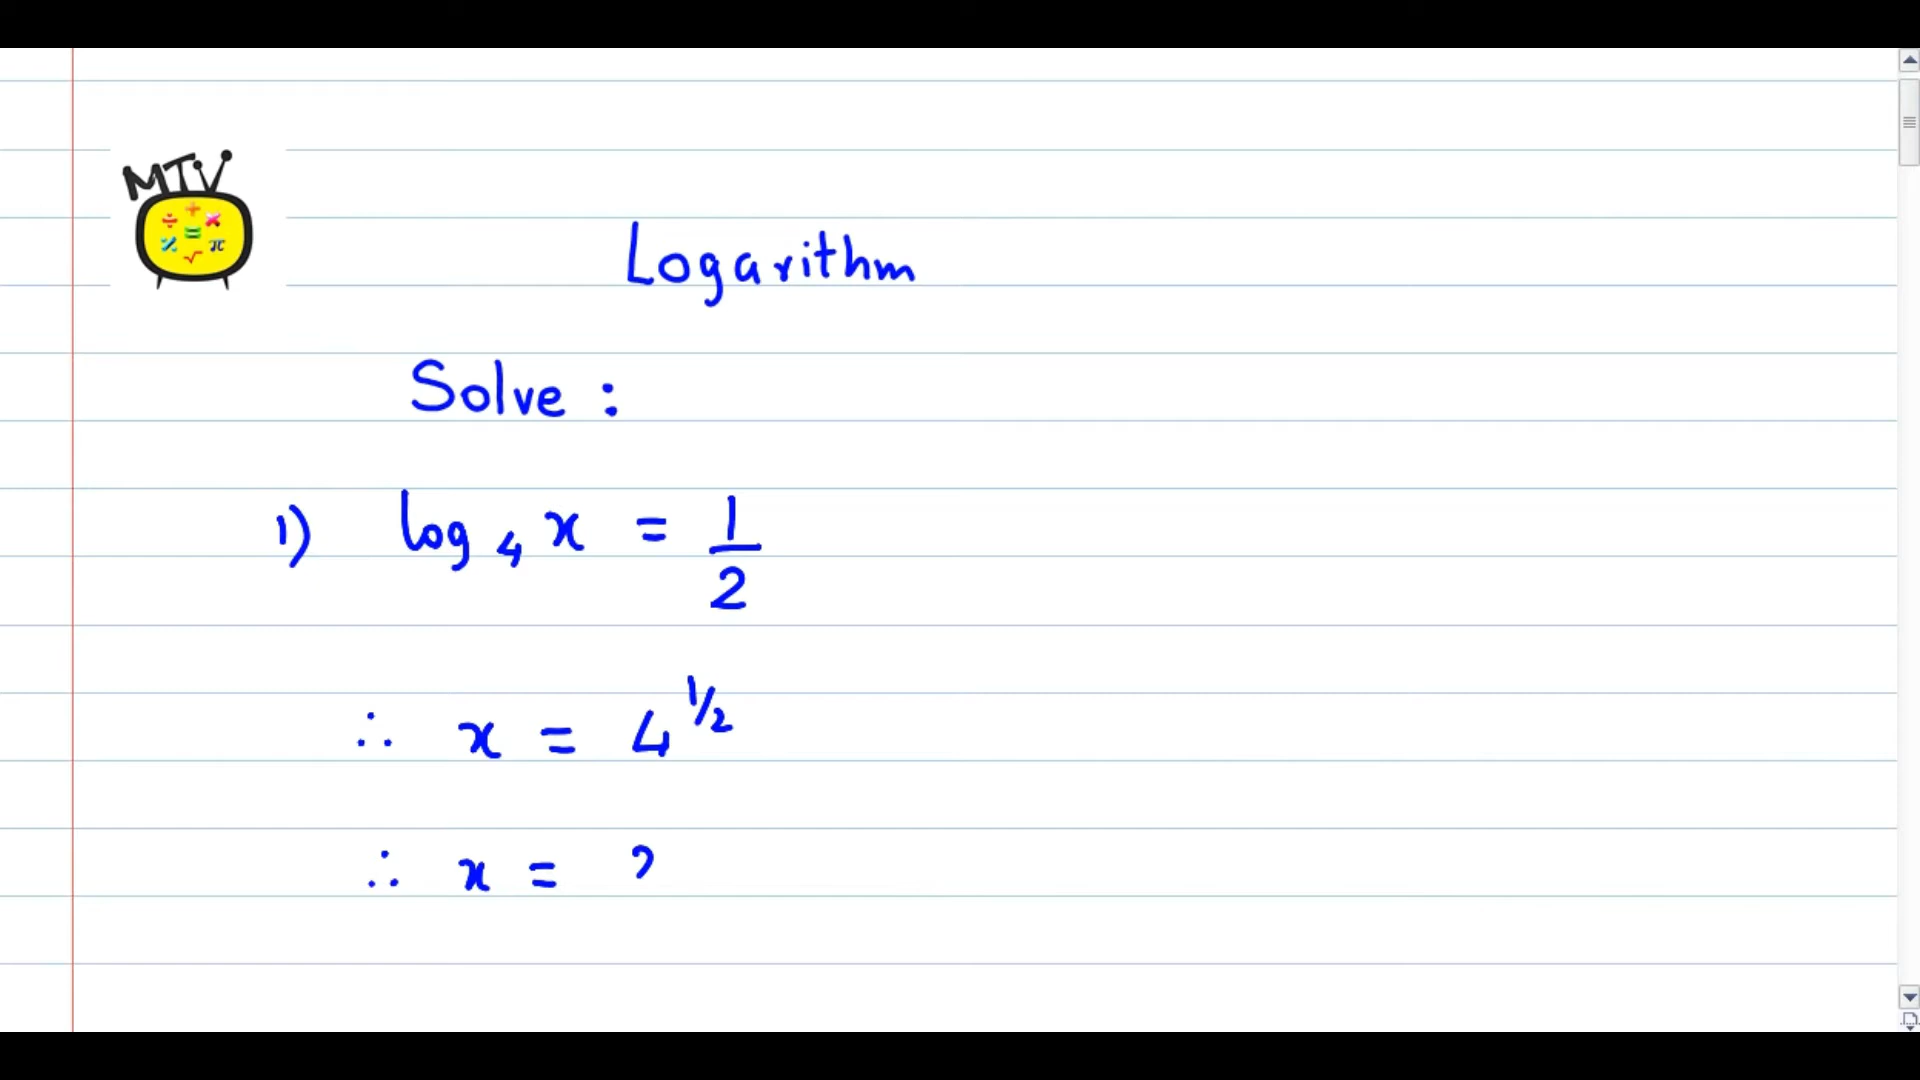 MTV
Logarithm
Solve :
1) log₄ x = 1/2
∴ x = 4^1/2
∴ x =